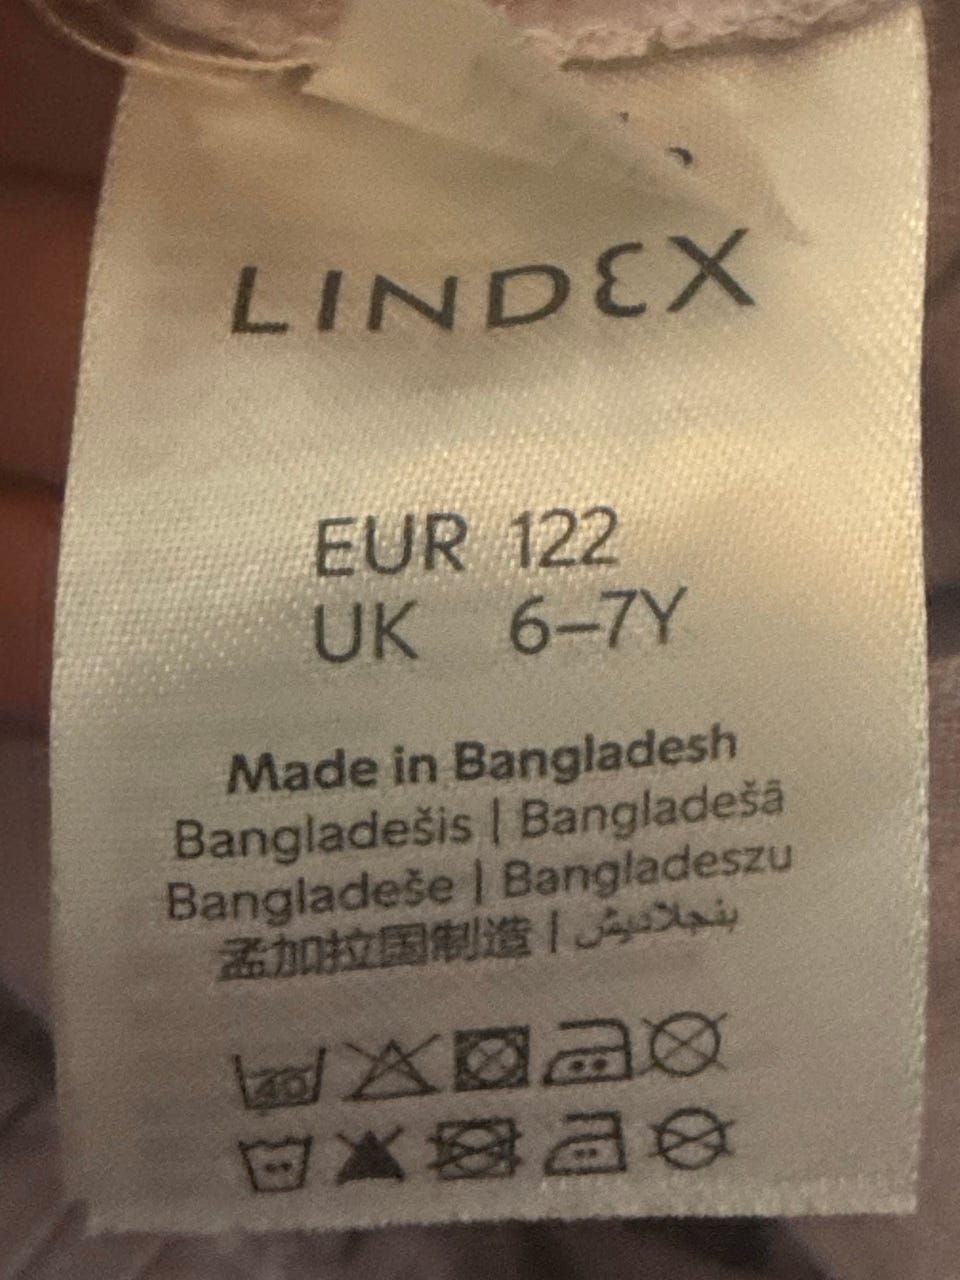 LINDEX
EUR 122
UK 6–7Y
Made in Bangladesh
Bangladešis | Bangladešā
Bangladeše | Bangladeszu
孟加拉国制造 | بنجلاديش
40